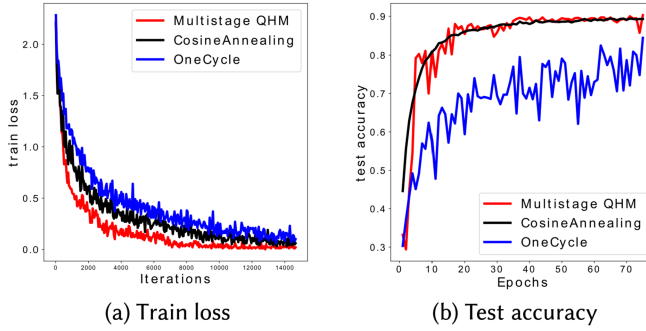 Multistage QHM
CosineAnnealing
OneCycle
train loss
2.0
1.5
1.0
0.5
0.0
0
2000
4000
6000
8000
10000
12000
14000
Iterations
(a) Train loss
test accuracy
0.9
0.8
0.7
0.6
0.5
0.4
0.3
Multistage QHM
CosineAnnealing
OneCycle
0
10
20
30
40
50
60
70
Epochs
(b) Test accuracy